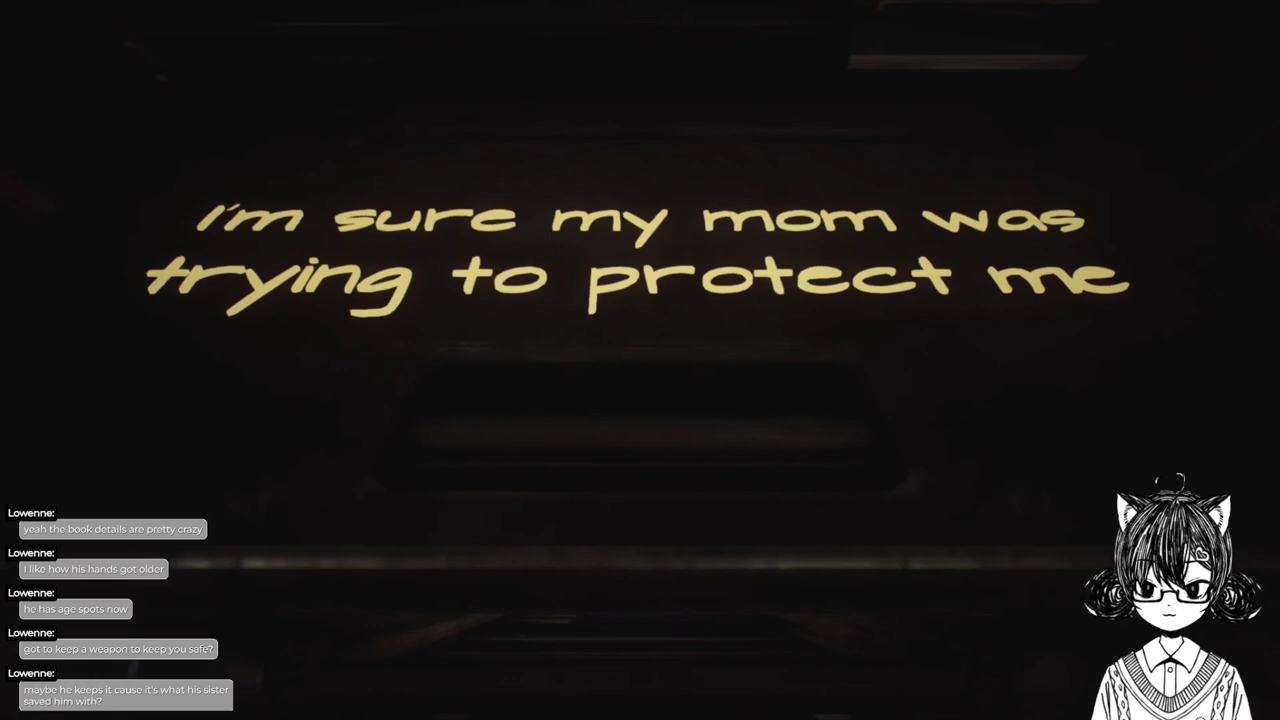 I'm sure my mom was
trying to protect me
Lowenne:
yeah the book details are pretty crazy
Lowenne:
I like how his hands got older
Lowenne:
he has age spots now
Lowenne:
got to keep a weapon to keep you safe?
Lowenne:
maybe he keeps it cause it's what his sister
saved him with?